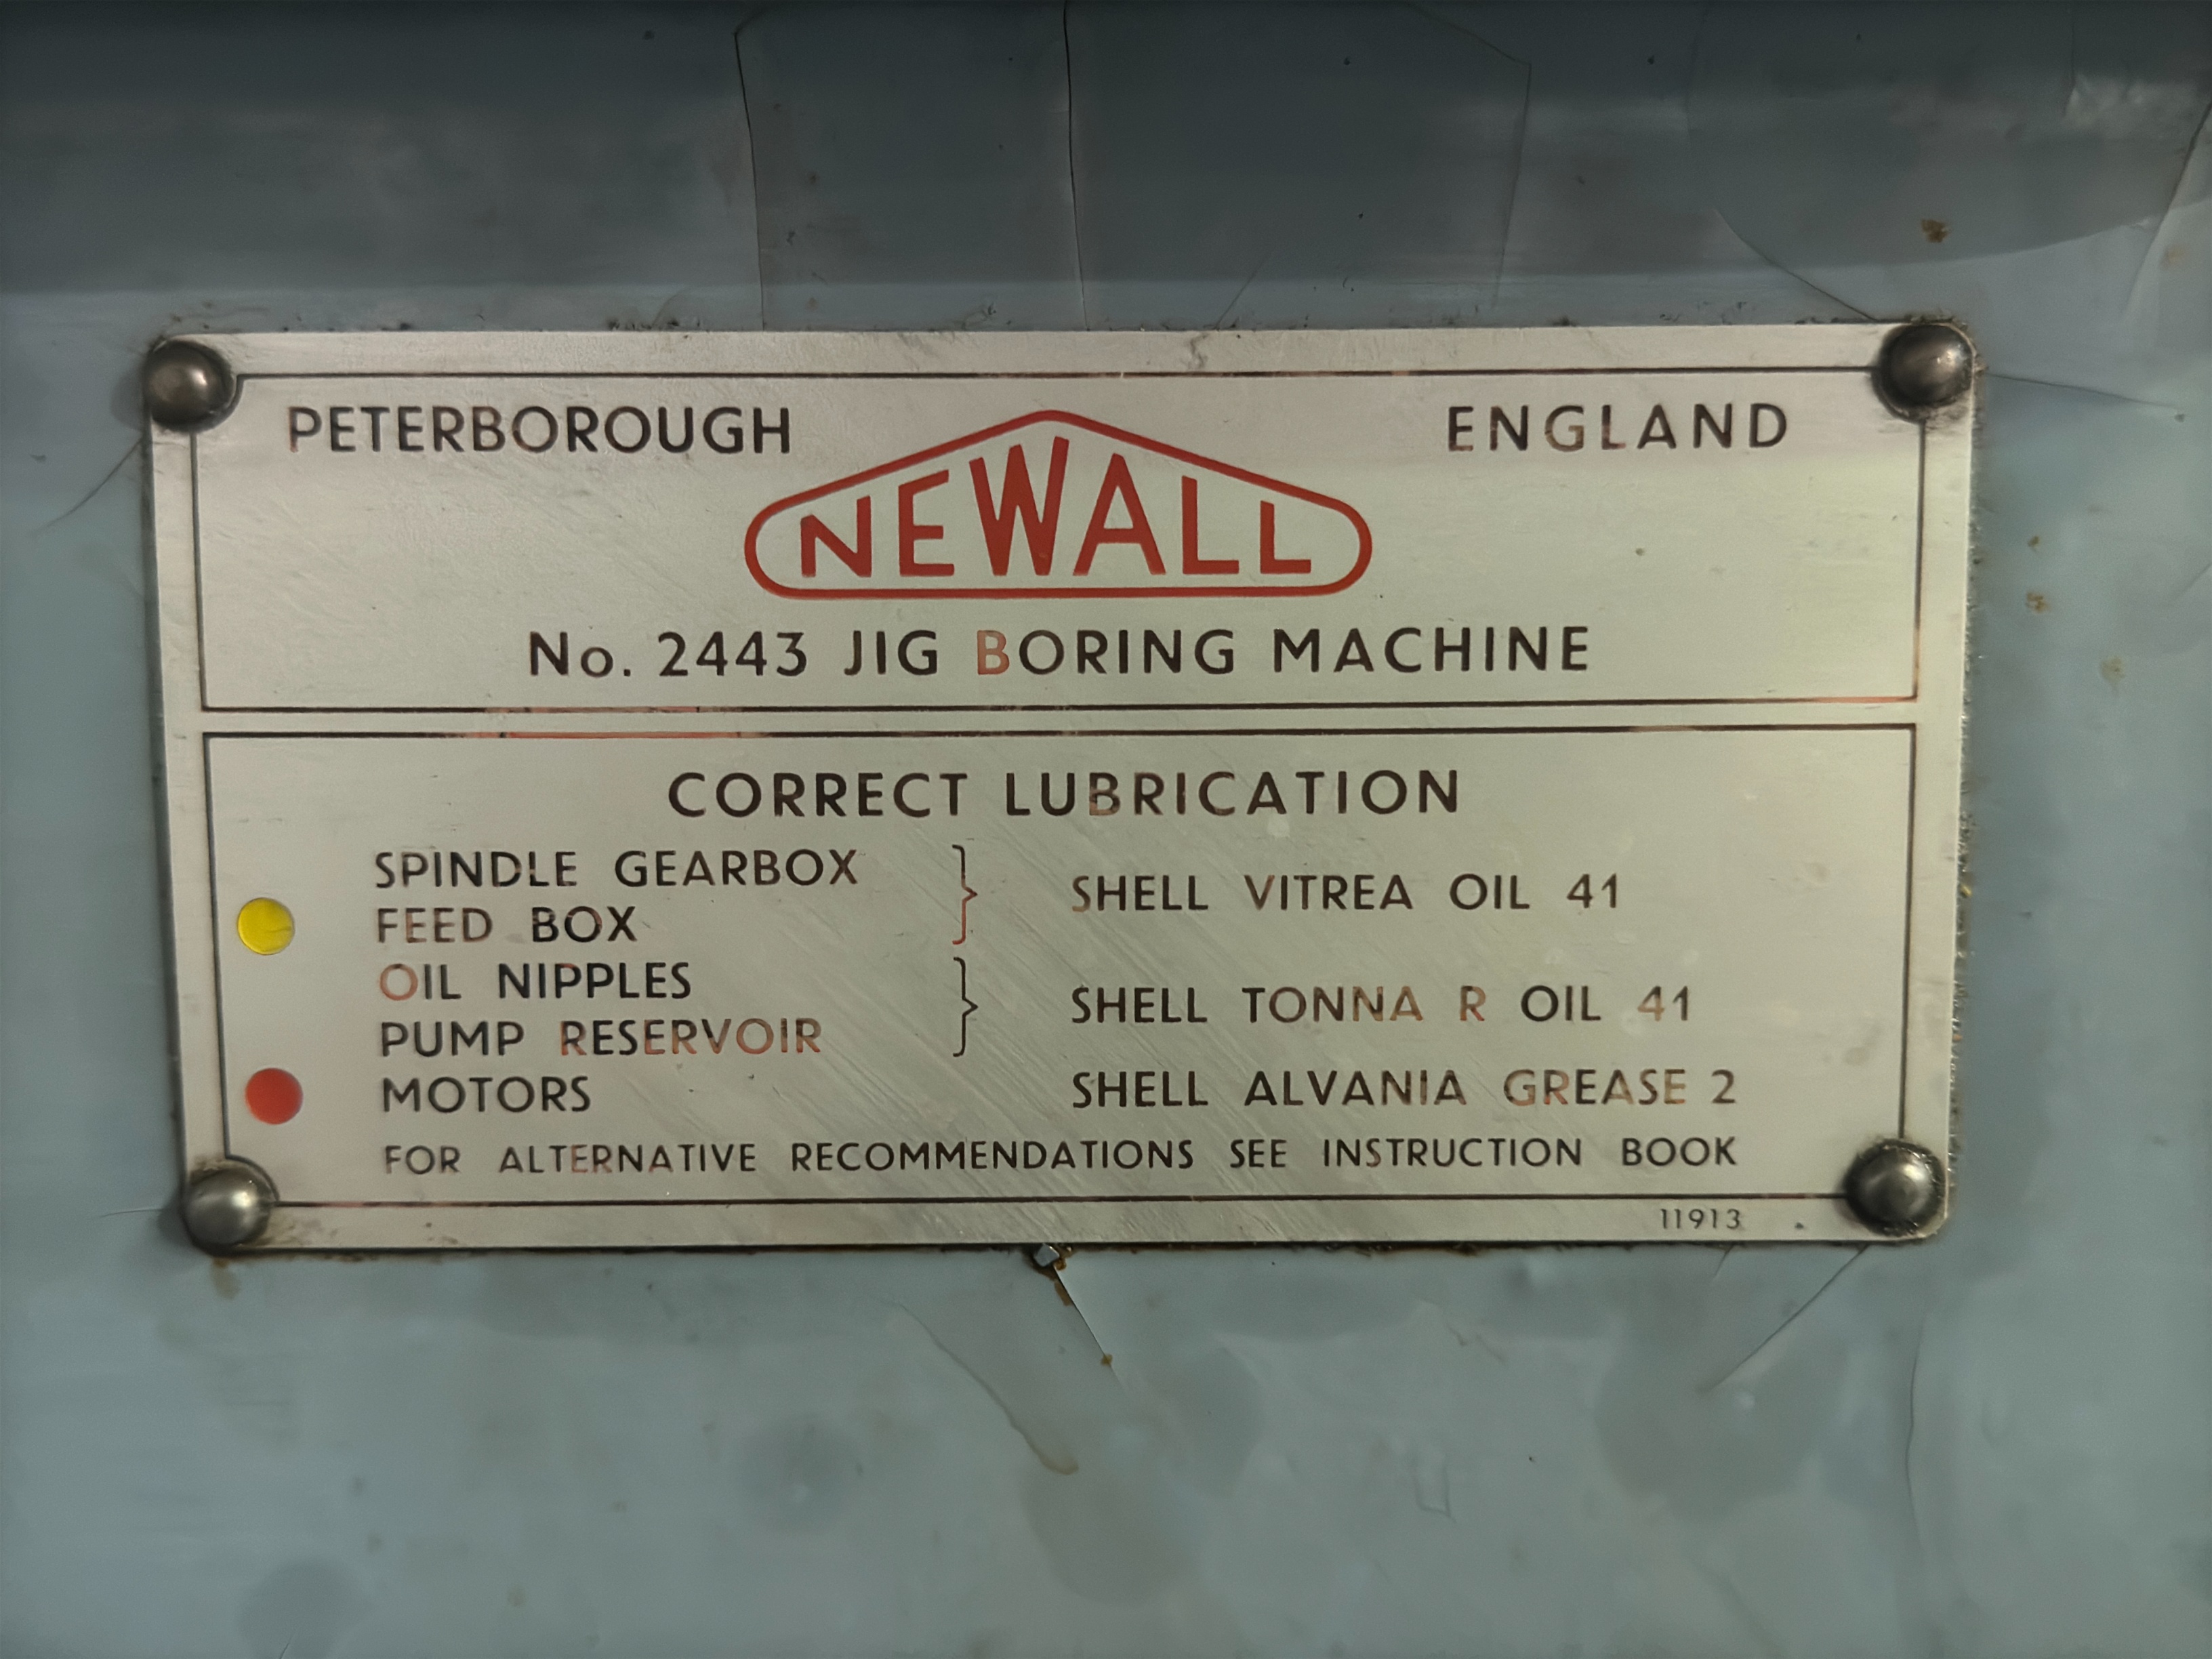 PETERBOROUGH ENGLAND
NEWALL
No. 2443 JIG BORING MACHINE
CORRECT LUBRICATION
SPINDLE GEARBOX
FEED BOX
SHELL VITREA OIL 41
OIL NIPPLES
PUMP RESERVOIR
SHELL TONNA R OIL 41
MOTORS SHELL ALVANIA GREASE 2
FOR ALTERNATIVE RECOMMENDATIONS SEE INSTRUCTION BOOK
11913